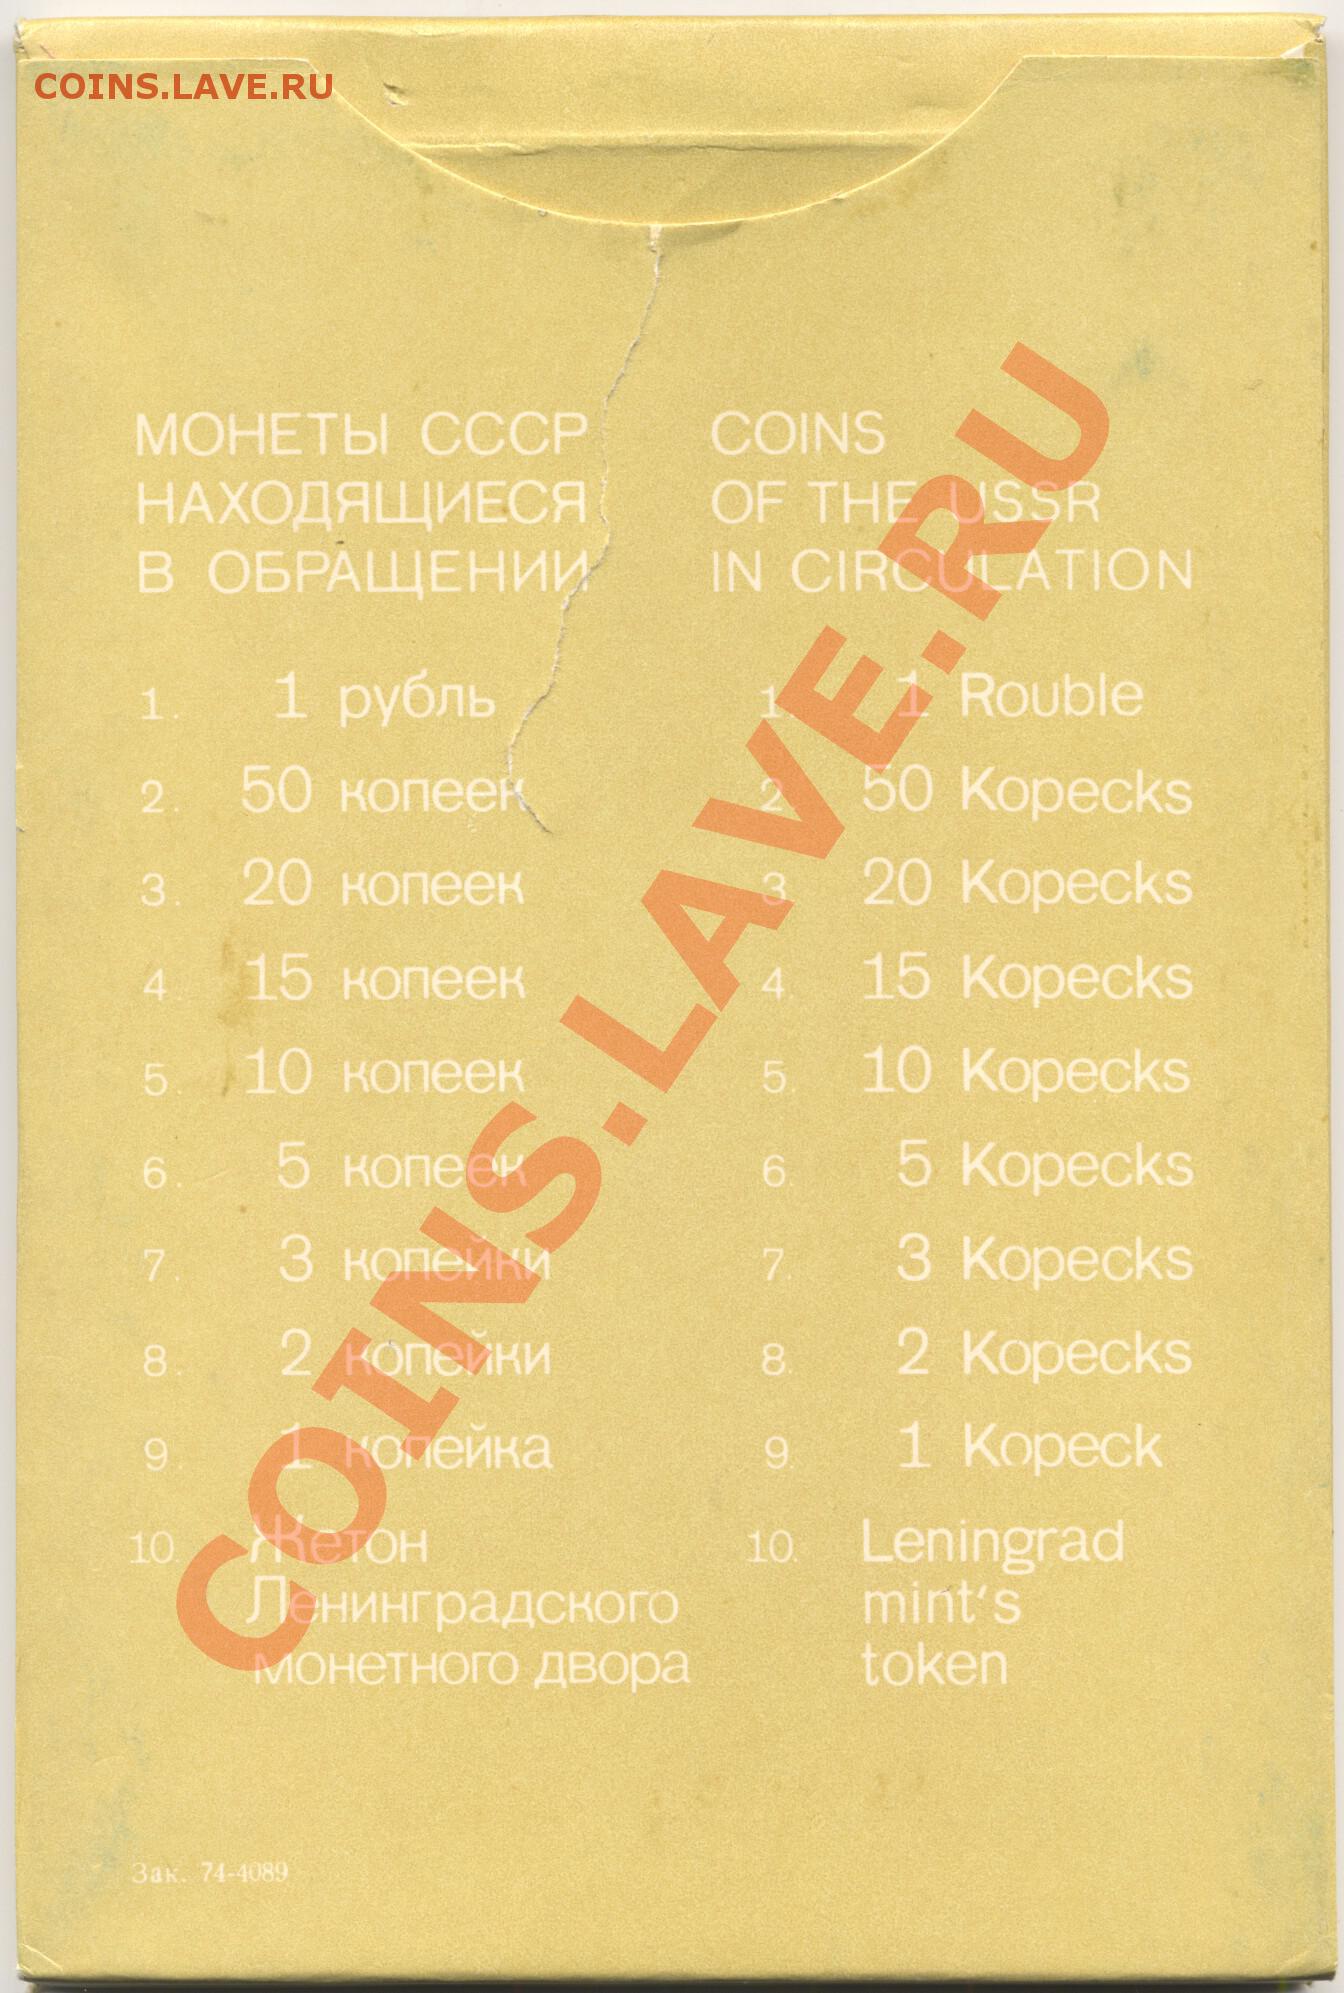 COINS.LAVE.RU
МОНЕТЫ СССР
НАХОДЯЩИЕСЯ
В ОБРАЩЕНИИ
1. 1 рубль
2. 50 копеек
3. 20 копеек
4. 15 копеек
5. 10 копеек
6. 5 копеек
7. 3 копейки
8. 2 копейки
9. 1 копейка
10. Жетон
Ленинградского
монетного двора
COINS
OF THE USSR
IN CIRCULATION
1. 1 Rouble
2. 50 Kopecks
3. 20 Kopecks
4. 15 Kopecks
5. 10 Kopecks
6. 5 Kopecks
7. 3 Kopecks
8. 2 Kopecks
9. 1 Kopeck
10. Leningrad
mint's
token
Зак. 74-4089
COINS.LAVE.RU